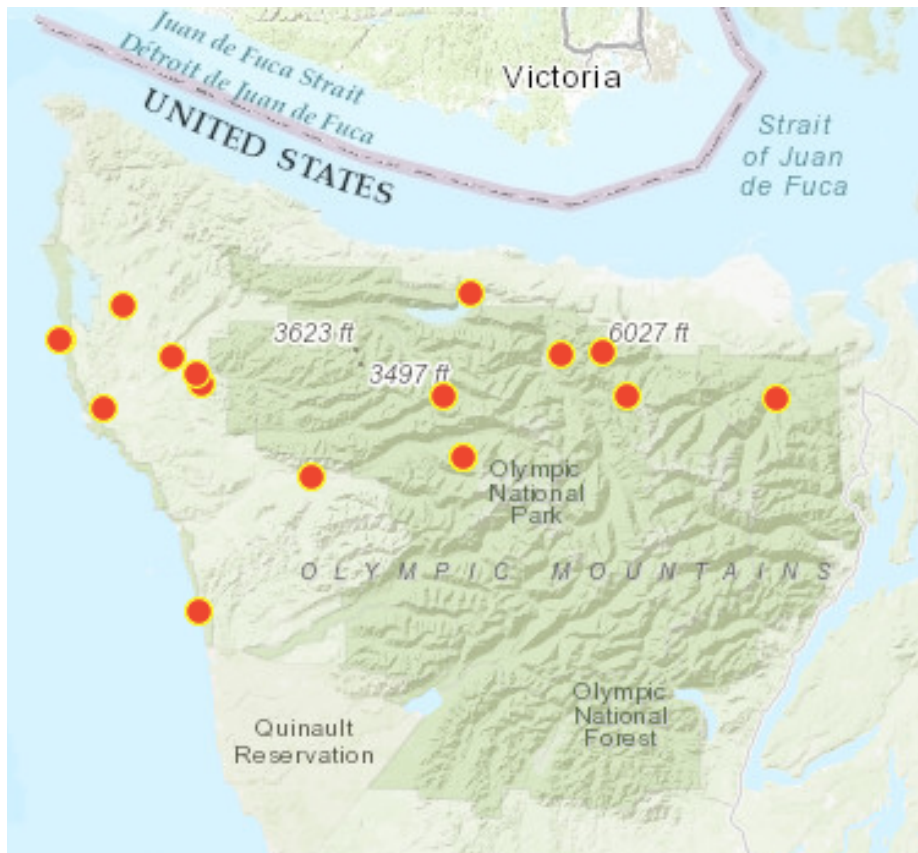 Juan de Fuca Strait
Détroit de Juan de Fuca
Victoria
UNITED STATES
Strait
of Juan
de Fuca
3623 ft
6027 ft
3497 ft
Olympic
National
Park
OLYMPIC MOUNTAINS
Olympic
National
Forest
Quinault
Reservation